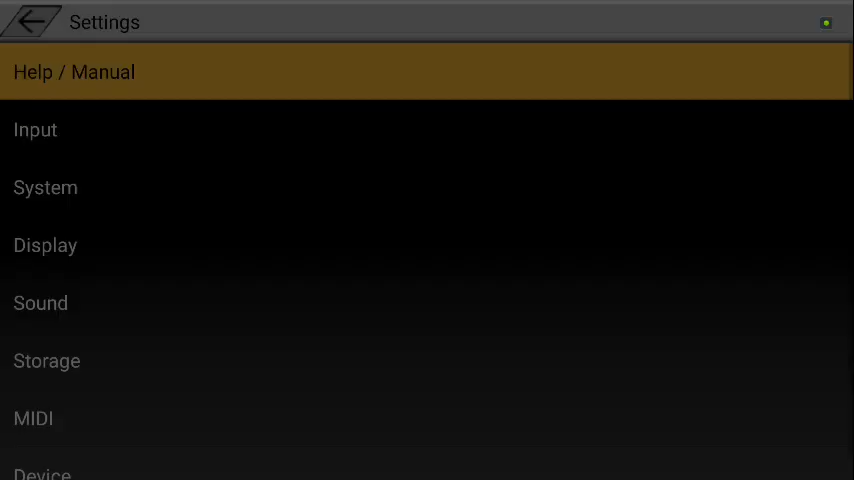 Settings
Help / Manual
Input
System
Display
Sound
Storage
MIDI
Device